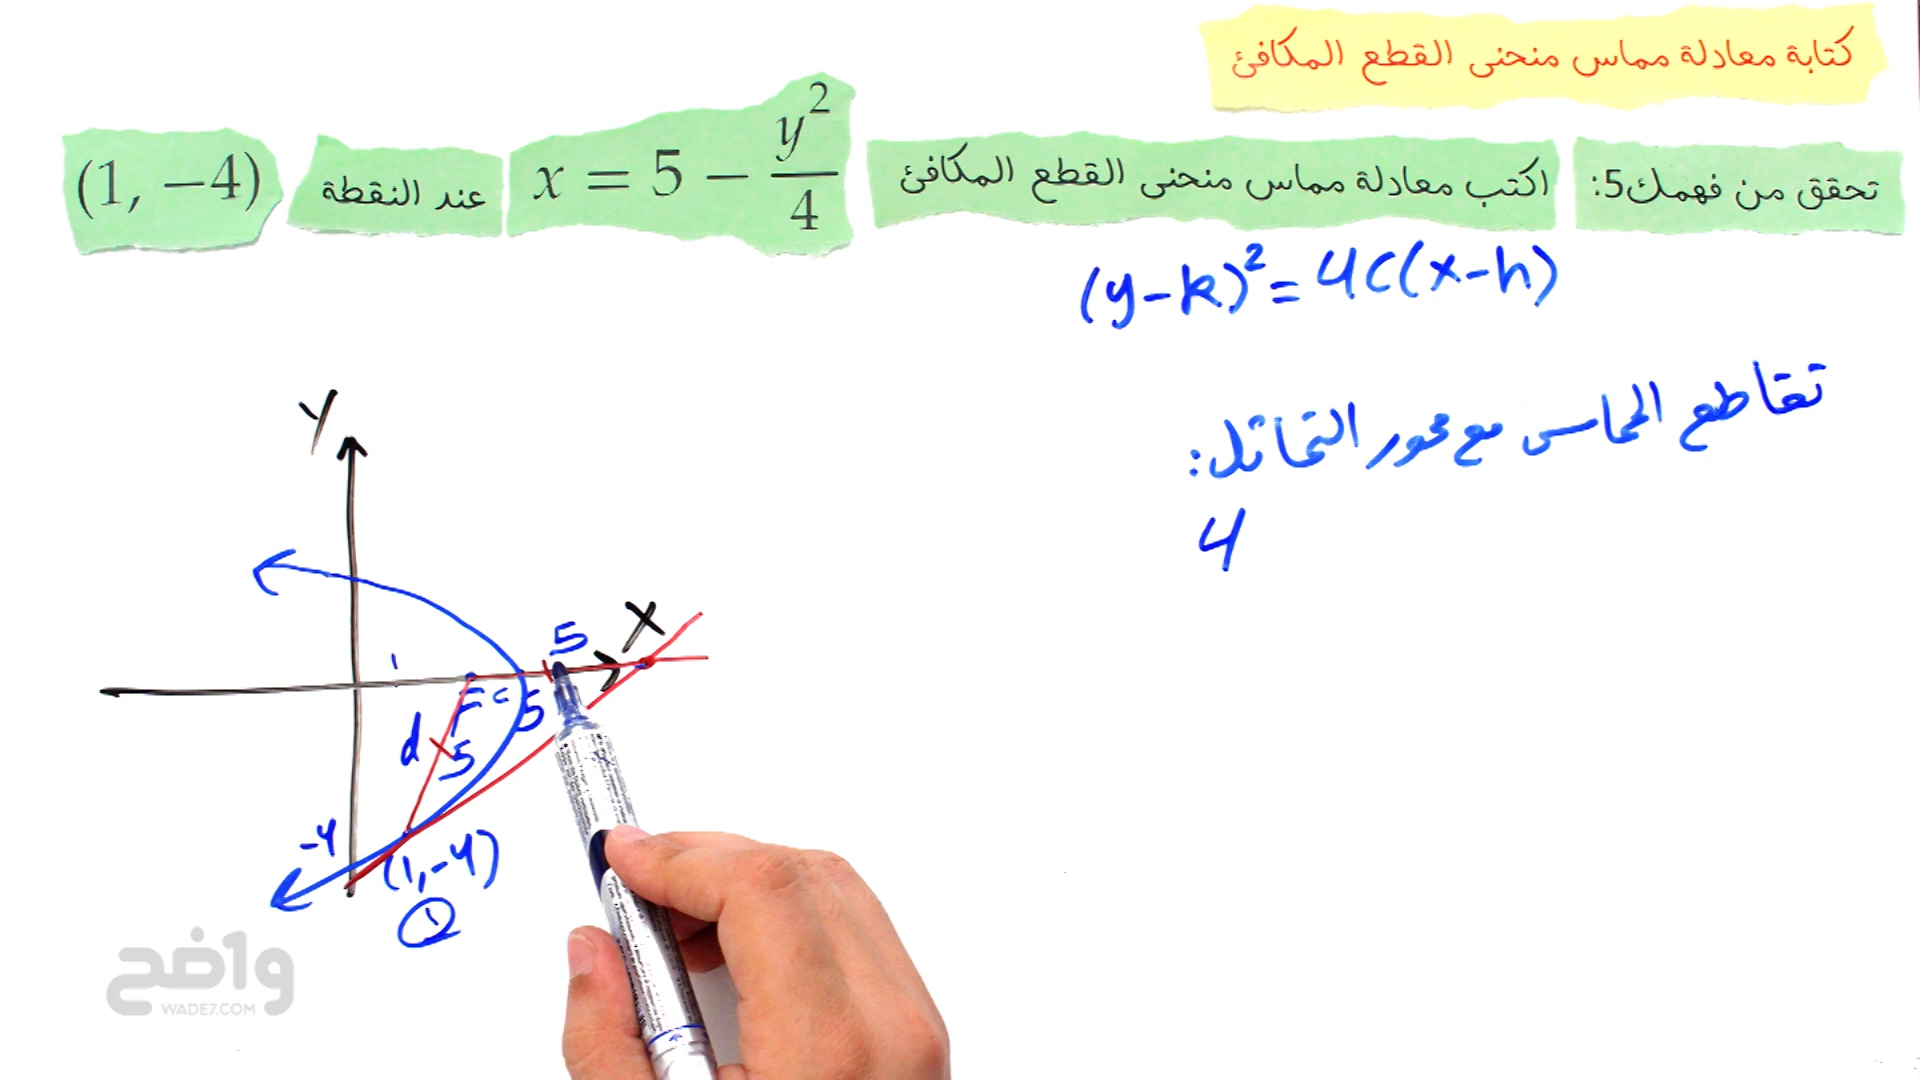 كتابة معادلة مماس منحنى القطع المكافئ
تحقق من فهمك5: اكتب معادلة مماس منحنى القطع المكافئ x = 5 − y²/4 عند النقطة (1, −4)
(y-k)² = 4c(x-h)
تقاطع المماس مع محور التماثل:
4
Y
X
5
1
F c 5
d 5
-4
(1,-4)
1
واضح
WADE7.COM